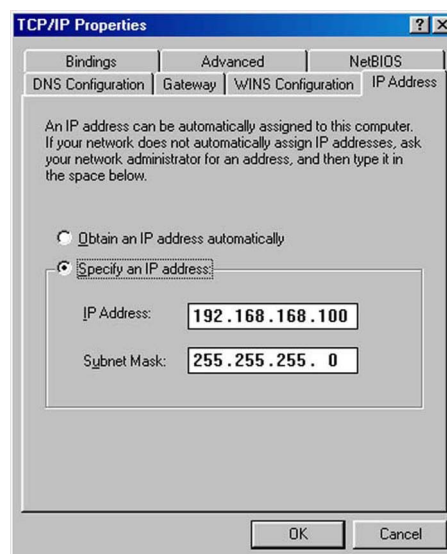 TCP/IP Properties
Bindings Advanced NetBIOS
DNS Configuration Gateway WINS Configuration IP Address
An IP address can be automatically assigned to this computer.
If your network does not automatically assign IP addresses, ask
your network administrator for an address, and then type it in
the space below.
Obtain an IP address automatically
Specify an IP address:
IP Address: 192.168.168.100
Subnet Mask: 255.255.255. 0
OK Cancel